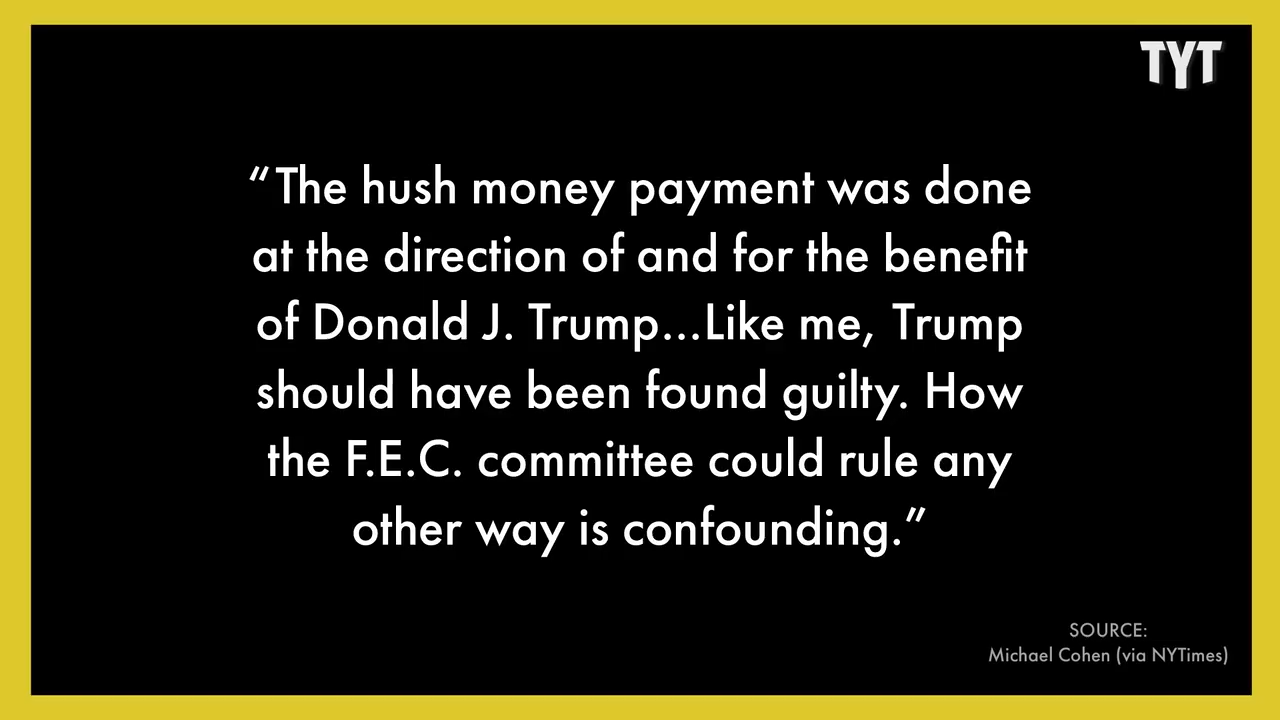 TYT
“The hush money payment was done
at the direction of and for the benefit
of Donald J. Trump...Like me, Trump
should have been found guilty. How
the F.E.C. committee could rule any
other way is confounding.”
SOURCE:
Michael Cohen (via NYTimes)